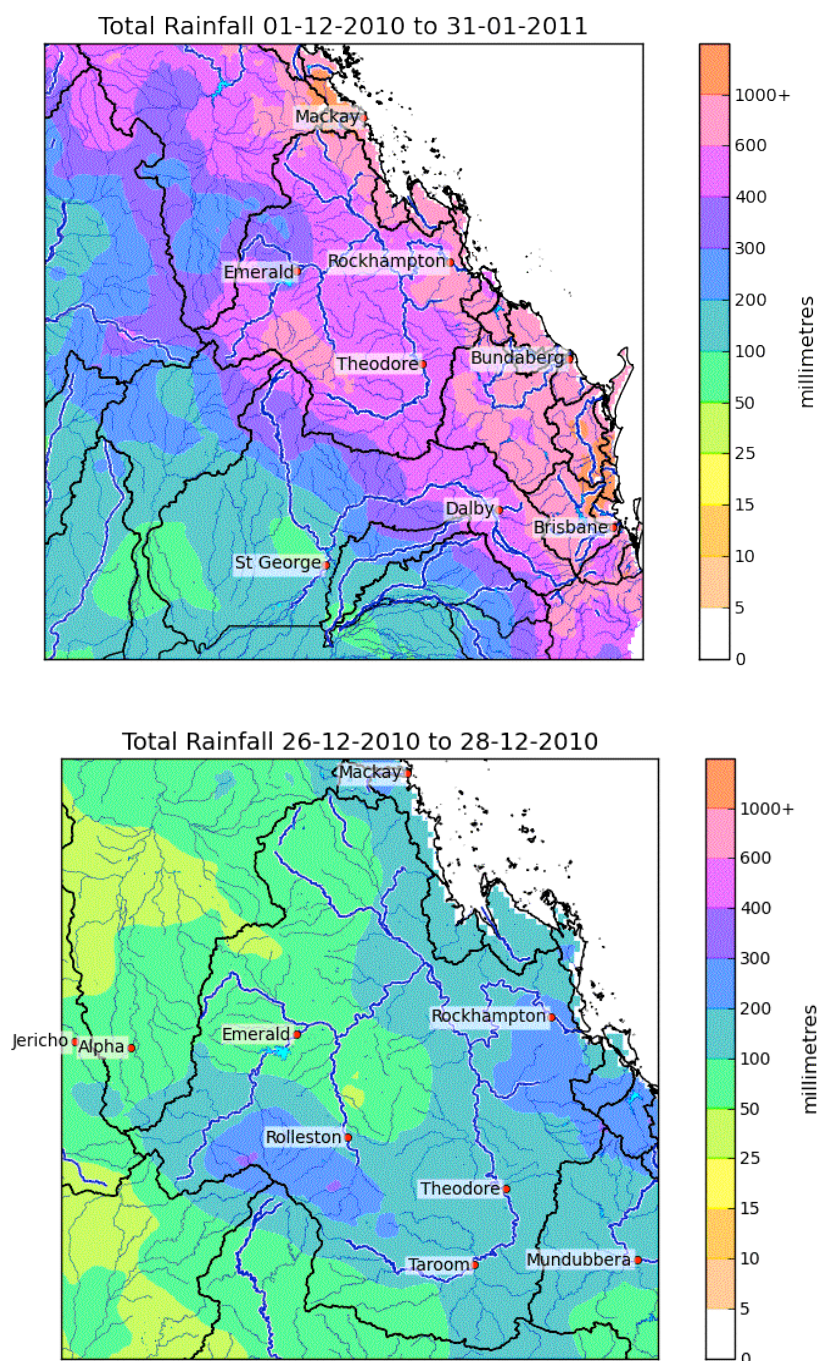 Total Rainfall 01-12-2010 to 31-01-2011
Mackay
Rockhampton
Emerald
Theodore
Bundaberg
Dalby
Brisbane
St George
1000+
600
400
300
200
100
50
25
15
10
5
0
millimetres
Total Rainfall 26-12-2010 to 28-12-2010
Mackay
Rockhampton
Emerald
Jericho
Alpha
Rolleston
Theodore
Taroom
Mundubbera
1000+
600
400
300
200
100
50
25
15
10
5
0
millimetres